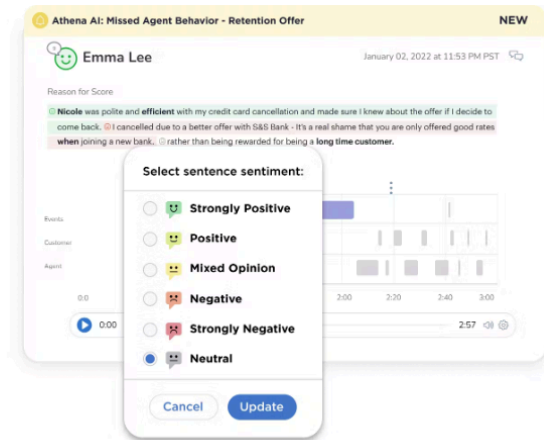 Athena AI: Missed Agent Behavior - Retention Offer
NEW
Emma Lee
January 02, 2022 at 11:53 PM PST
Reason for Score
Nicole was polite and efficient with my credit card cancellation and made sure I knew about the offer if I decide to
come back. I cancelled due to a better offer with S&S Bank - It's a real shame that you are only offered good rates
when joining a new bank. rather than being rewarded for being a long time customer.
Select sentence sentiment:
Strongly Positive
Positive
Mixed Opinion
Negative
Strongly Negative
Neutral
Cancel
Update
Events
Customer
Agent
0:0
2:00
2:20
2:40
3:00
0:00
2:57